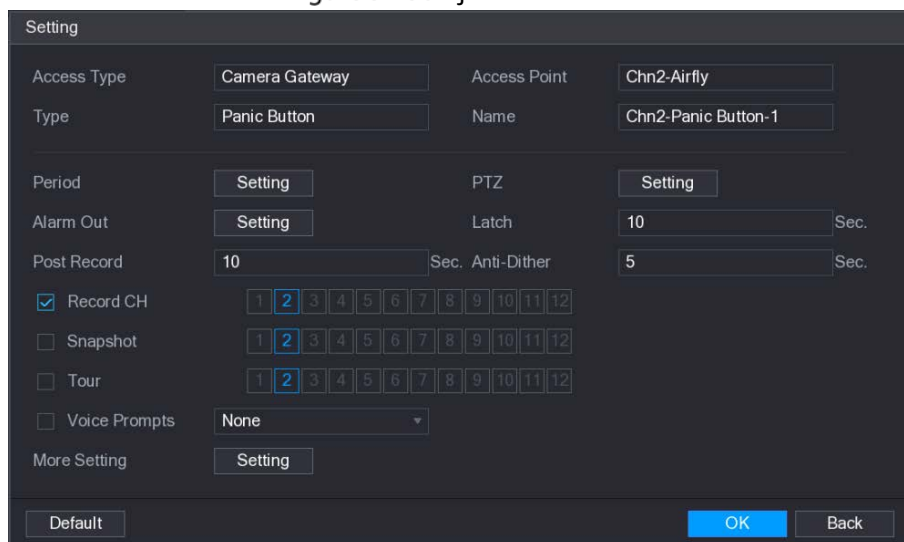 Setting
Access Type Camera Gateway Access Point Chn2-Airfly
Type Panic Button Name Chn2-Panic Button-1
Period Setting PTZ Setting
Alarm Out Setting Latch 10 Sec.
Post Record 10 Sec. Anti-Dither 5 Sec.
Record CH 1 2 3 4 5 6 7 8 9 10 11 12
Snapshot 1 2 3 4 5 6 7 8 9 10 11 12
Tour 1 2 3 4 5 6 7 8 9 10 11 12
Voice Prompts None
More Setting Setting
Default OK Back